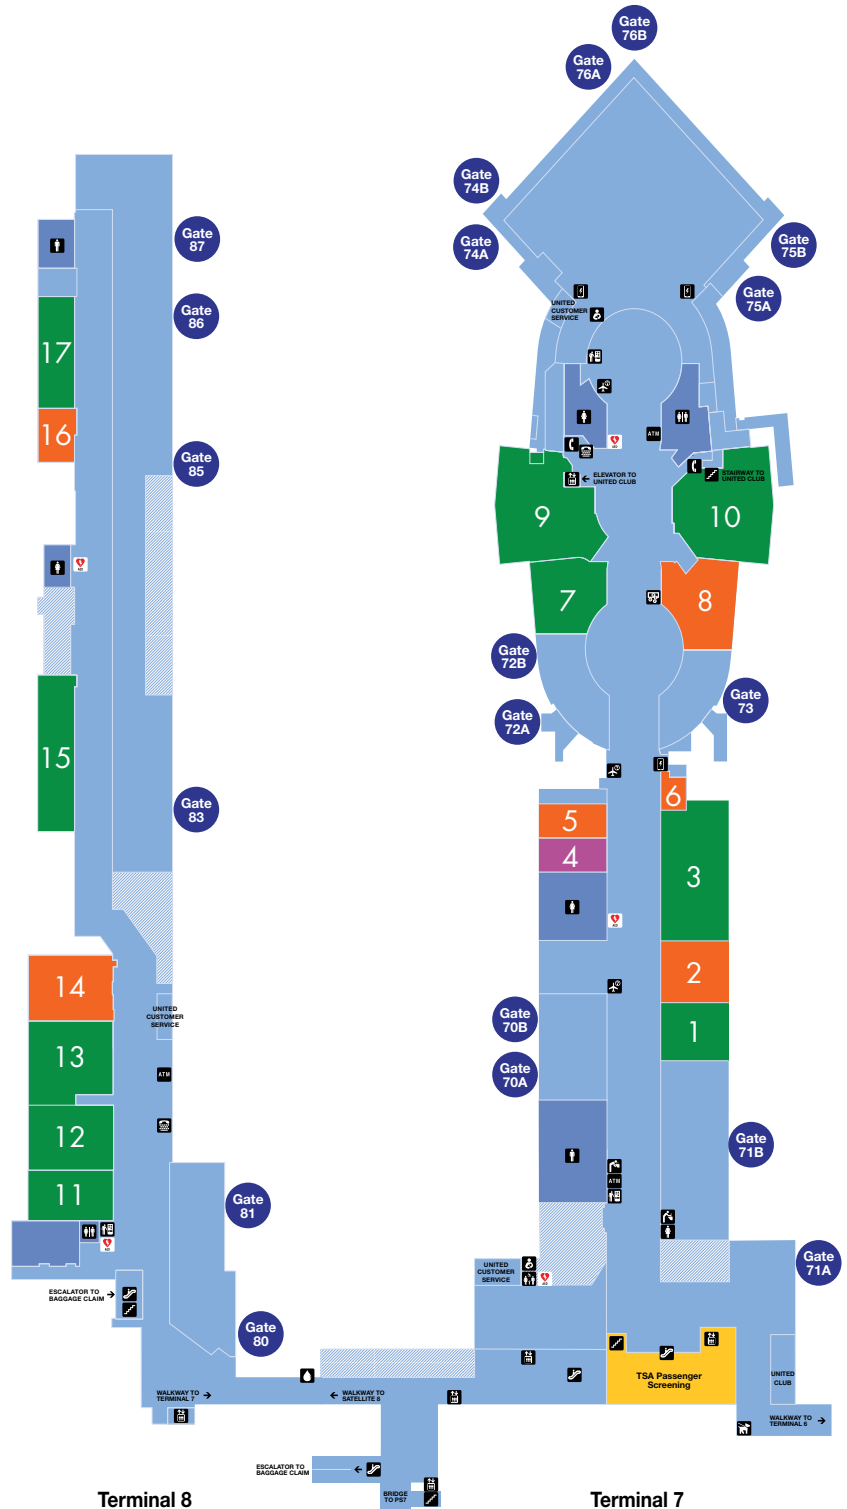 Gate
76B
Gate
76A
Gate
74B
Gate
74A
Gate
75B
Gate
75A
UNITED
CUSTOMER
SERVICE
Gate
87
Gate
86
17
16
Gate
85
ATM
AED
ELEVATOR TO
UNITED CLUB
STAIRWAY TO
UNITED CLUB
9
10
AED
7
8
Gate
72B
Gate
72A
Gate
73
15
Gate
83
6
5
4
3
AED
14
2
UNITED
CUSTOMER
SERVICE
Gate
70B
1
13
ATM
Gate
70A
12
Gate
71B
11
Gate
81
ATM
AED
Gate
71A
UNITED
CUSTOMER
SERVICE
AED
ESCALATOR TO
BAGGAGE CLAIM
Gate
80
TSA Passenger
Screening
UNITED
CLUB
WALKWAY TO
TERMINAL 7
WALKWAY TO
SATELLITE 8
WALKWAY TO
TERMINAL 6
ESCALATOR TO
BAGGAGE CLAIM
BRIDGE
TO PS7
Terminal 8
Terminal 7